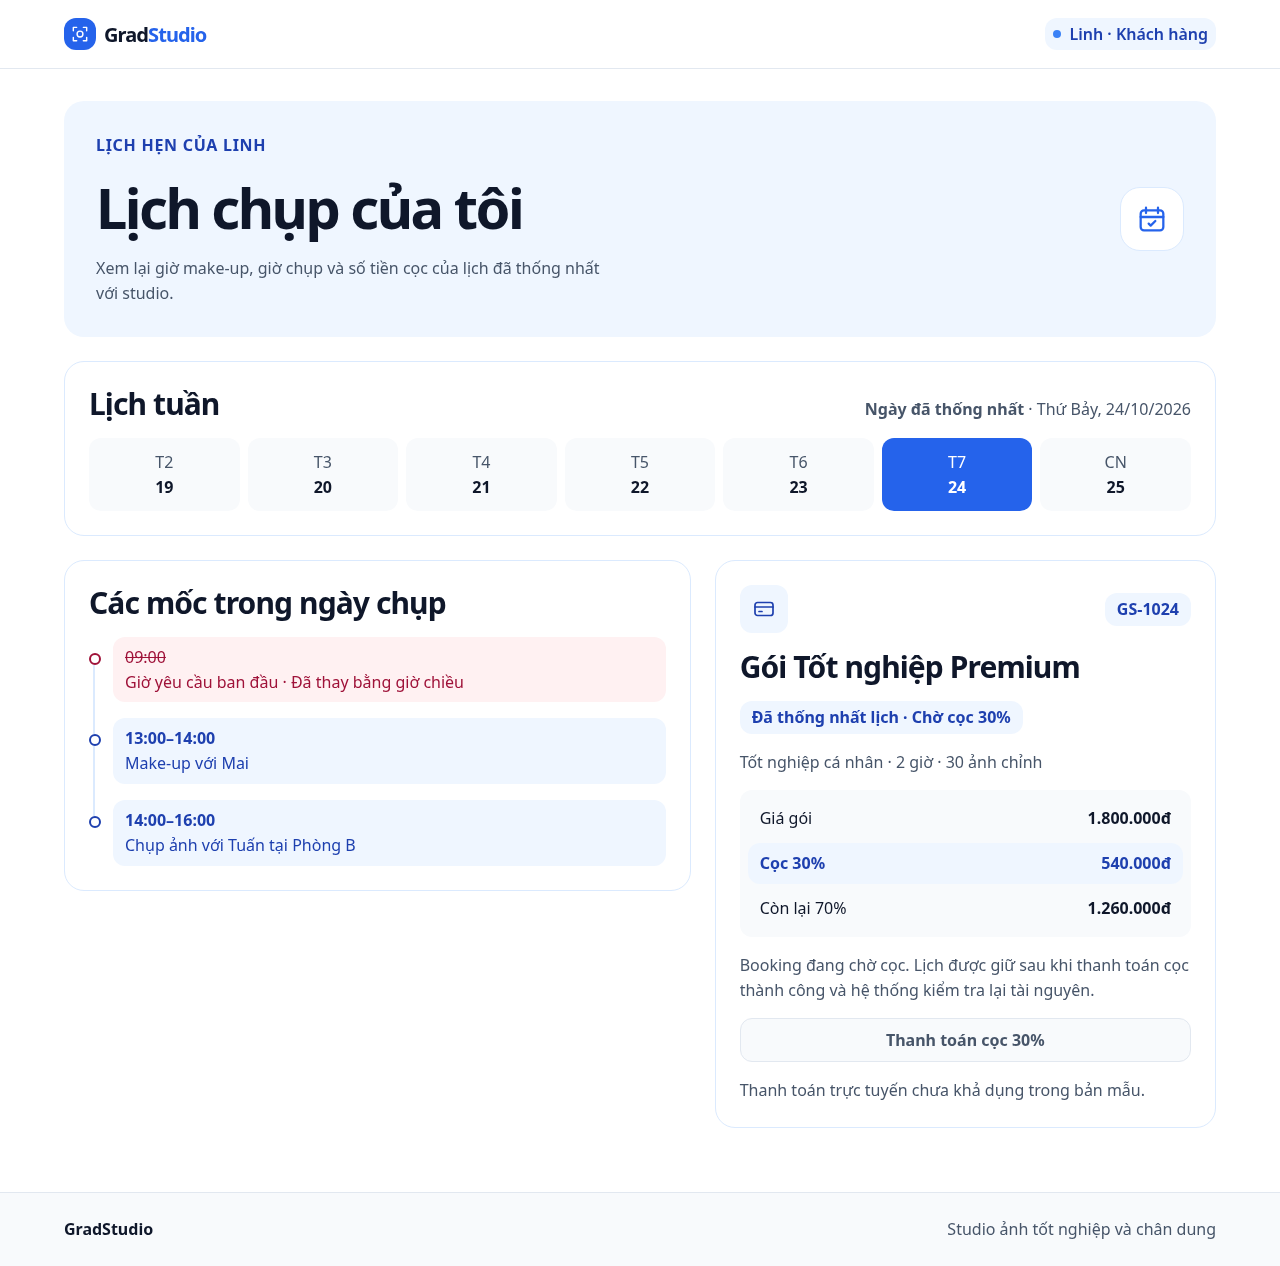 GradStudio
Linh · Khách hàng
LỊCH HẸN CỦA LINH
Lịch chụp của tôi
Xem lại giờ make-up, giờ chụp và số tiền cọc của lịch đã thống nhất
với studio.
Lịch tuần
Ngày đã thống nhất · Thứ Bảy, 24/10/2026
T2
19
T3
20
T4
21
T5
22
T6
23
T7
24
CN
25
Các mốc trong ngày chụp
09:00
Giờ yêu cầu ban đầu · Đã thay bằng giờ chiều
13:00–14:00
Make-up với Mai
14:00–16:00
Chụp ảnh với Tuấn tại Phòng B
GS-1024
Gói Tốt nghiệp Premium
Đã thống nhất lịch · Chờ cọc 30%
Tốt nghiệp cá nhân · 2 giờ · 30 ảnh chỉnh
Giá gói 1.800.000đ
Cọc 30% 540.000đ
Còn lại 70% 1.260.000đ
Booking đang chờ cọc. Lịch được giữ sau khi thanh toán cọc
thành công và hệ thống kiểm tra lại tài nguyên.
Thanh toán cọc 30%
Thanh toán trực tuyến chưa khả dụng trong bản mẫu.
GradStudio
Studio ảnh tốt nghiệp và chân dung